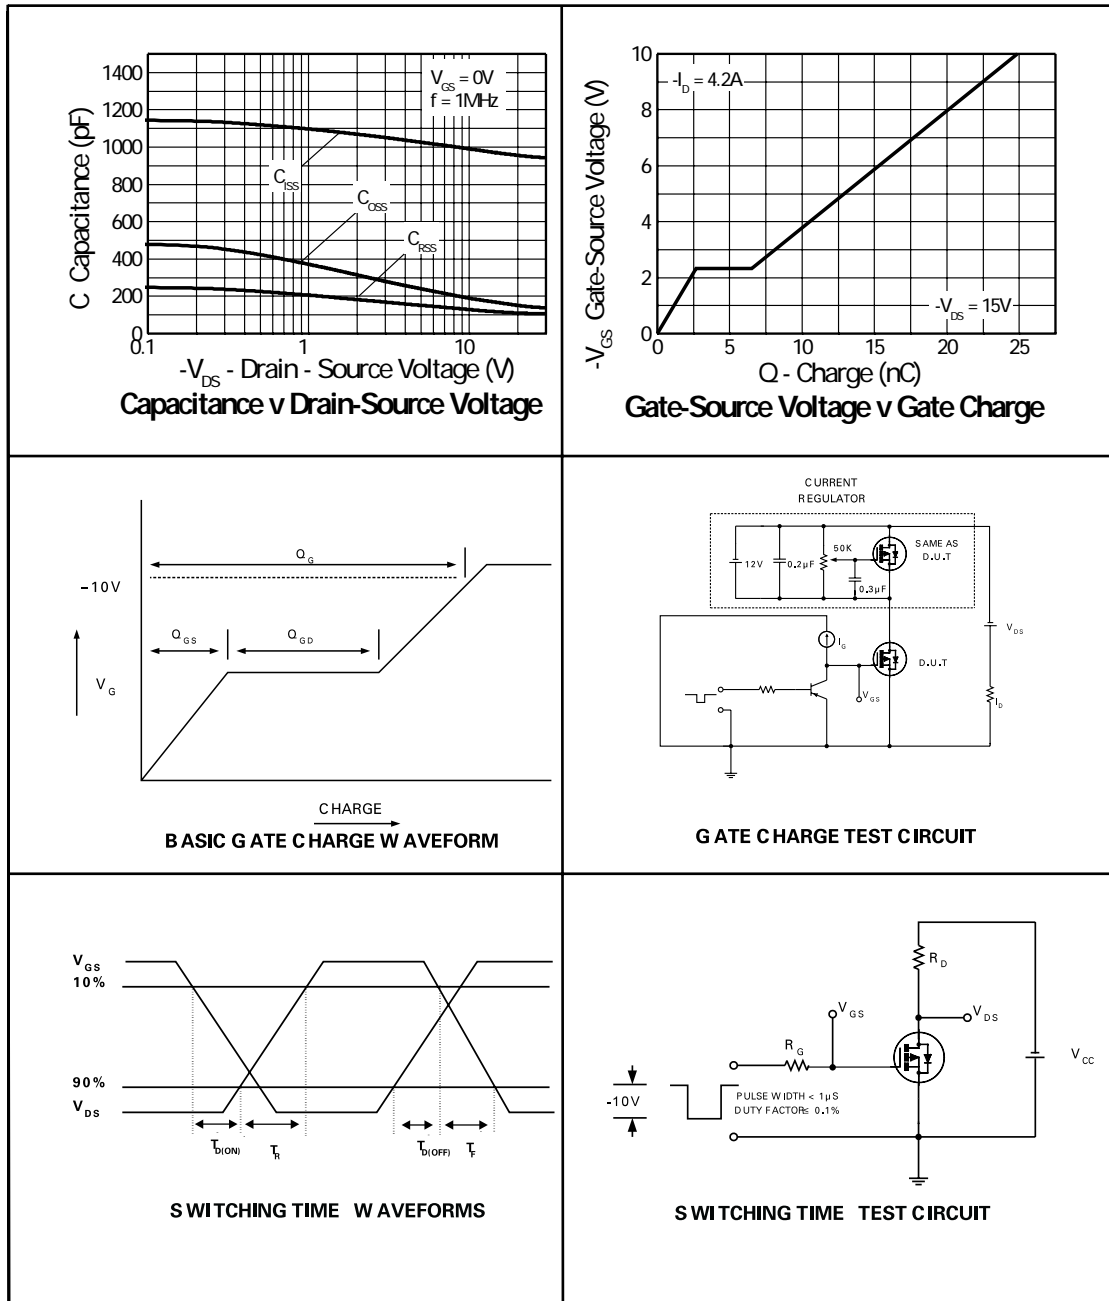 1400
1200
1000
800
600
400
200
0
V_GS = 0V
f = 1MHz
C_ISS
C_OSS
C_RSS
C Capacitance (pF)
0.1
1
10
-V_DS - Drain - Source Voltage (V)
Capacitance v Drain-Source Voltage
10
8
6
4
2
0
-I_D = 4.2A
-V_DS = 15V
-V_GS Gate-Source Voltage (V)
0 5 10 15 20 25
Q - Charge (nC)
Gate-Source Voltage v Gate Charge
Q_G
-10V
Q_GS
Q_GD
V_G
CHARGE
BASIC GATE CHARGE WAVEFORM
CURRENT
REGULATOR
12V
0.2µF
50K
0.3µF
SAME AS
D.U.T
I_G
V_DS
D.U.T
V_GS
I_D
GATE CHARGE TEST CIRCUIT
V_GS
10%
90%
V_DS
T_D(ON)
T_R
T_D(OFF)
T_F
SWITCHING TIME WAVEFORMS
R_D
V_GS
V_DS
R_G
V_CC
-10V
PULSE WIDTH < 1µS
DUTY FACTOR ≤ 0.1%
SWITCHING TIME TEST CIRCUIT